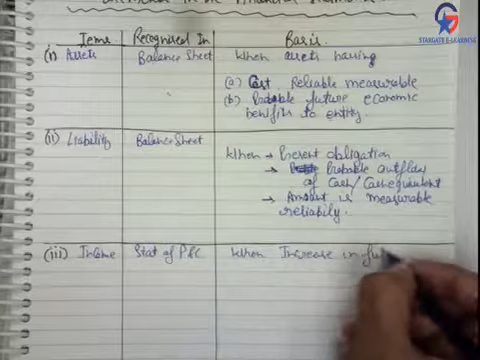 STARGATE E-LEARNING
Items Recognised In Basis
(i) Assets Balance Sheet When assets having
(a) Cost Reliable measurable
(b) Probable future economic
benefits to entity.
(ii) Liability Balance Sheet
When → Present obligation
→ Probable outflow
of Cash/Cash equivalent
→ Amount is measurable
reliabily.
(iii) Income Stat of P&L When Increase in fu